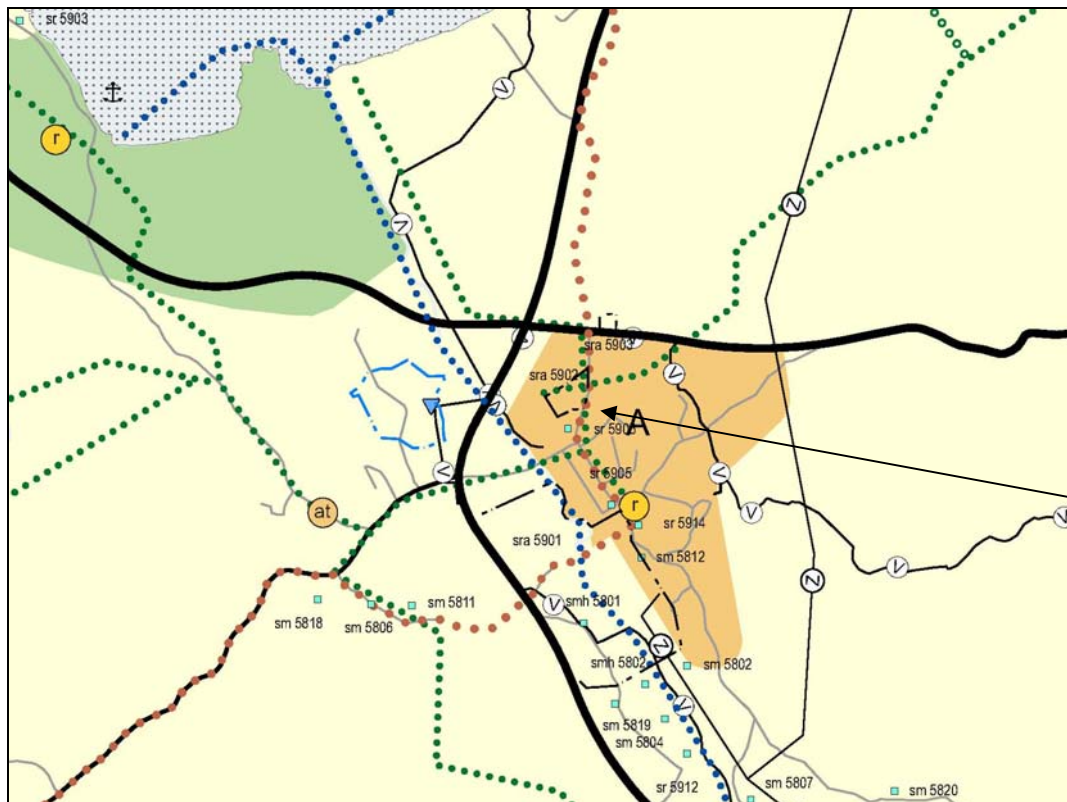 sr 5903
r
V
Z
V
V
V
sra 5903
sra 5902
V
A
sr 5905
V
V
V
V
sr 5905
r
at
V
V
sr 5914
sra 5901
V
sm 5812
Z
smh 5801
V
sm 5811
sm 5818
sm 5806
Z
smh 5802
sm 5802
V
sm 5819
sm 5804
sr 5912
sm 5807
sm 5820